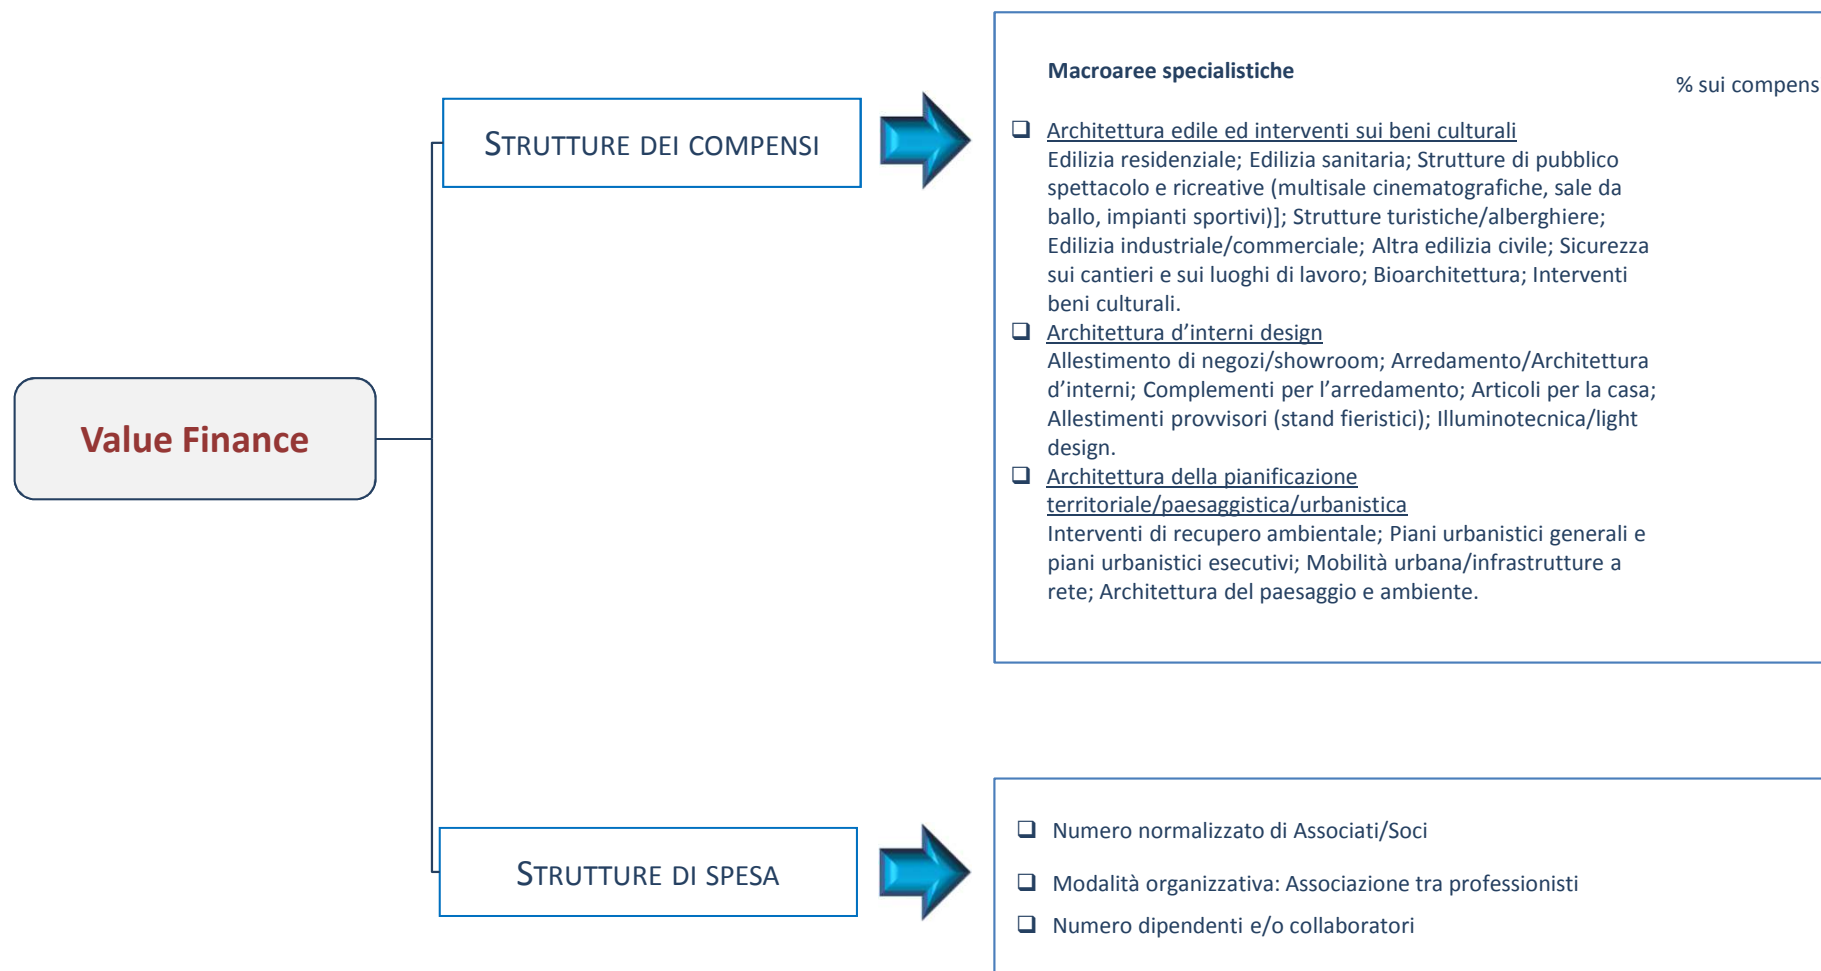 Value Finance
STRUTTURE DEI COMPENSI
Macroaree specialistiche
% sui compens
❑ Architettura edile ed interventi sui beni culturali
Edilizia residenziale; Edilizia sanitaria; Strutture di pubblico
spettacolo e ricreative (multisale cinematografiche, sale da
ballo, impianti sportivi)]; Strutture turistiche/alberghiere;
Edilizia industriale/commerciale; Altra edilizia civile; Sicurezza
sui cantieri e sui luoghi di lavoro; Bioarchitettura; Interventi
beni culturali.
❑ Architettura d’interni design
Allestimento di negozi/showroom; Arredamento/Architettura
d’interni; Complementi per l’arredamento; Articoli per la casa;
Allestimenti provvisori (stand fieristici); Illuminotecnica/light
design.
❑ Architettura della pianificazione
territoriale/paesaggistica/urbanistica
Interventi di recupero ambientale; Piani urbanistici generali e
piani urbanistici esecutivi; Mobilità urbana/infrastrutture a
rete; Architettura del paesaggio e ambiente.
STRUTTURE DI SPESA
❑ Numero normalizzato di Associati/Soci
❑ Modalità organizzativa: Associazione tra professionisti
❑ Numero dipendenti e/o collaboratori